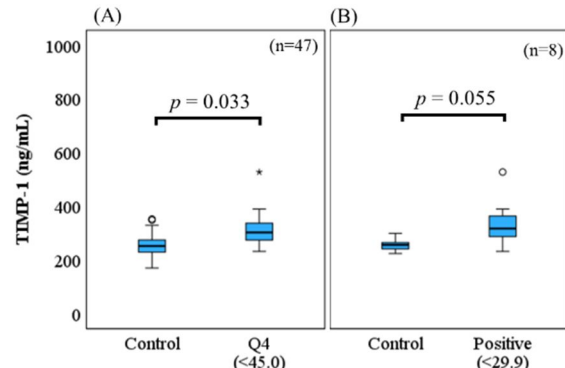 (A)
(B)
TIMP-1 (ng/mL)
1000
800
600
400
200
0
(n=47)
p = 0.033
*
Control
Q4
(<45.0)
(n=8)
p = 0.055
Control
Positive
(<29.9)